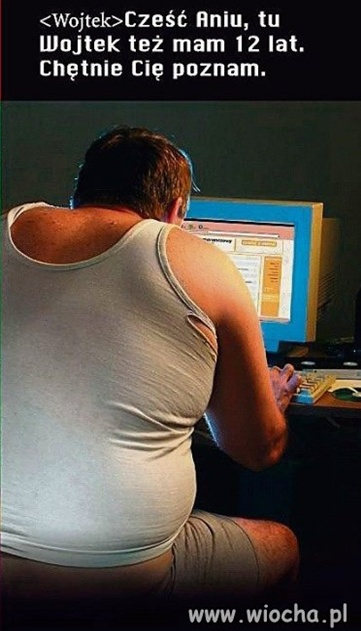 <Wojtek>Cześć Aniu, tu
Wojtek też mam 12 lat.
Chętnie Cię poznam.
www.wiocha.pl